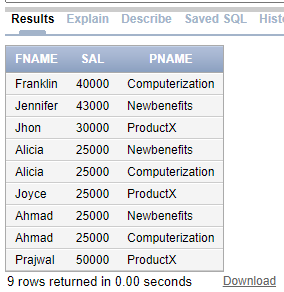 Results Explain Describe Saved SQL Histo
FNAME SAL PNAME
Franklin 40000 Computerization
Jennifer 43000 Newbenefits
Jhon 30000 ProductX
Alicia 25000 Newbenefits
Alicia 25000 Computerization
Joyce 25000 ProductX
Ahmad 25000 Newbenefits
Ahmad 25000 Computerization
Prajwal 50000 ProductX
9 rows returned in 0.00 seconds Download